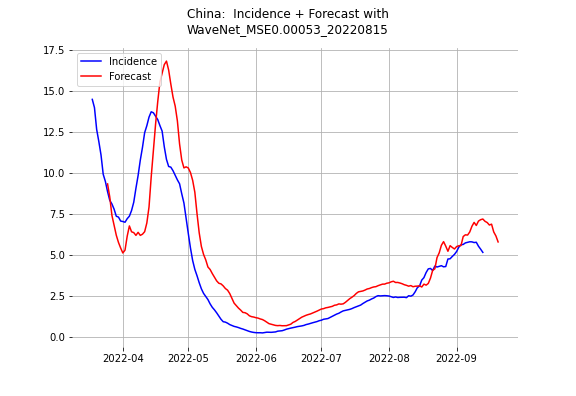 China:  Incidence + Forecast with
WaveNet_MSE0.00053_20220815
17.5
15.0
12.5
10.0
7.5
5.0
2.5
0.0
Incidence
Forecast
2022-04 2022-05 2022-06 2022-07 2022-08 2022-09